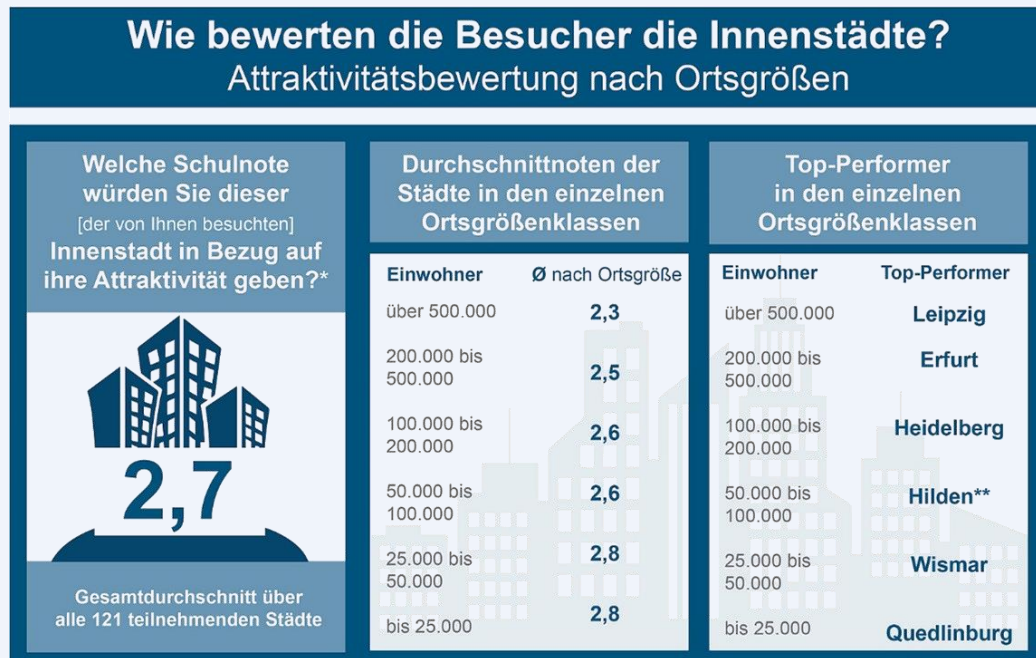 Wie bewerten die Besucher die Innenstädte?
Attraktivitätsbewertung nach Ortsgrößen
Welche Schulnote
würden Sie dieser
[der von Ihnen besuchten]
Innenstadt in Bezug auf
ihre Attraktivität geben?*
2,7
Gesamtdurchschnitt über
alle 121 teilnehmenden Städte
Durchschnittnoten der
Städte in den einzelnen
Ortsgrößenklassen
Einwohner Ø nach Ortsgröße
über 500.000 2,3
200.000 bis
500.000 2,5
100.000 bis
200.000 2,6
50.000 bis
100.000 2,6
25.000 bis
50.000 2,8
bis 25.000 2,8
Top-Performer
in den einzelnen
Ortsgrößenklassen
Einwohner Top-Performer
über 500.000 Leipzig
200.000 bis
500.000 Erfurt
100.000 bis
200.000 Heidelberg
50.000 bis
100.000 Hilden**
25.000 bis
50.000 Wismar
bis 25.000 Quedlinburg